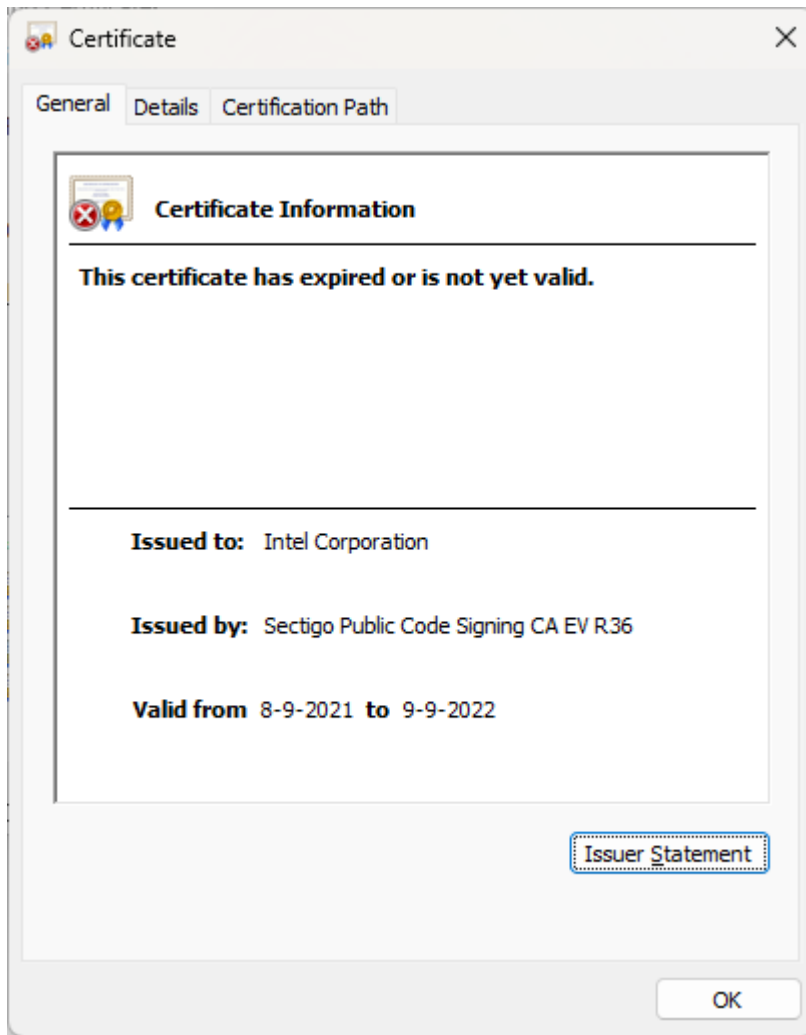 Certificate
General
Details
Certification Path
Certificate Information
This certificate has expired or is not yet valid.
Issued to: Intel Corporation
Issued by: Sectigo Public Code Signing CA EV R36
Valid from 8-9-2021 to 9-9-2022
Issuer Statement
OK